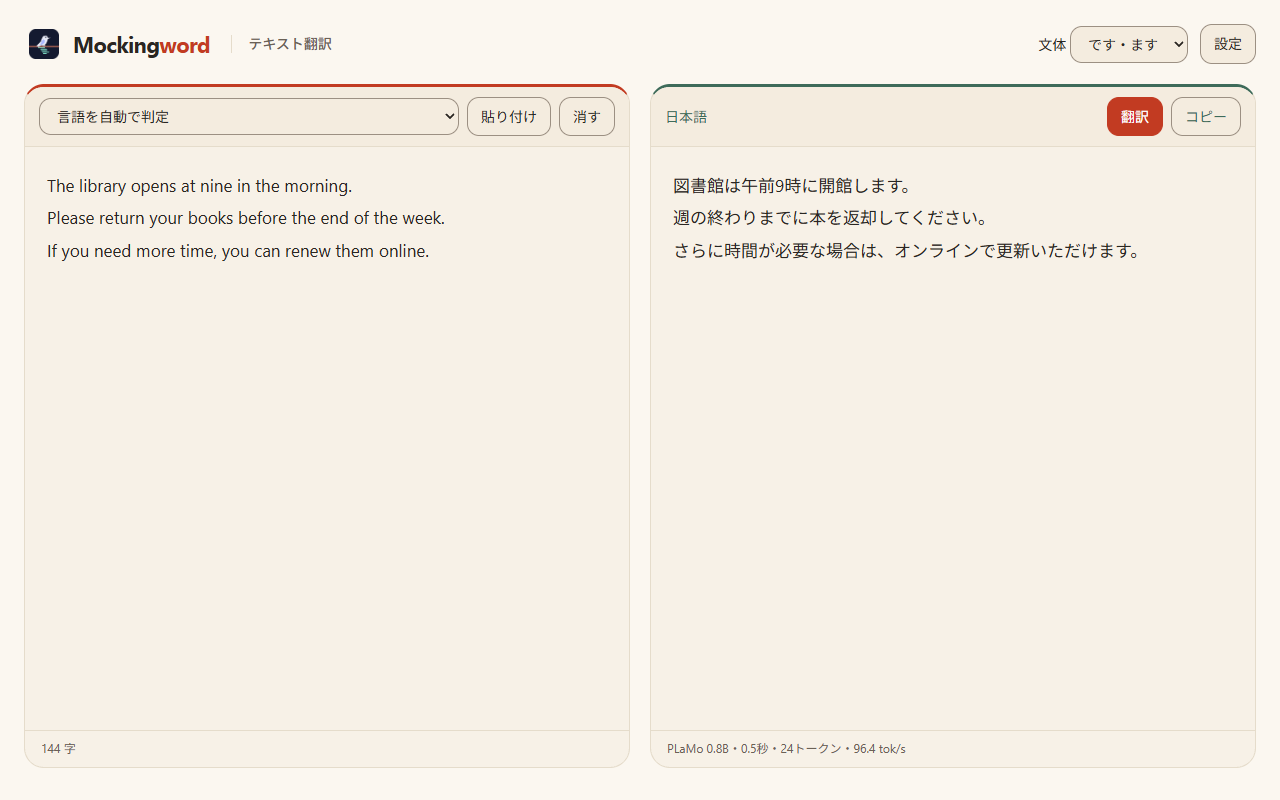 Mockingword
テキスト翻訳
文体
です・ます
設定
言語を自動で判定
貼り付け
消す
The library opens at nine in the morning.
Please return your books before the end of the week.
If you need more time, you can renew them online.
144 字
日本語
翻訳
コピー
図書館は午前9時に開館します。
週の終わりまでに本を返却してください。
さらに時間が必要な場合は、オンラインで更新いただけます。
PLaMo 0.8B・0.5秒・24トークン・96.4 tok/s